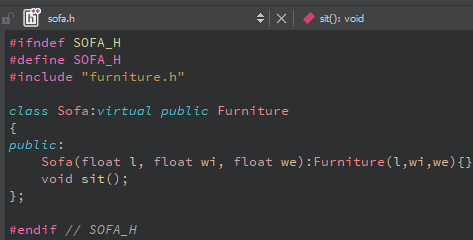 sofa.h sit(): void
#ifndef SOFA_H
#define SOFA_H
#include "furniture.h"
class Sofa:virtual public Furniture
{
public:
    Sofa(float l, float wi, float we):Furniture(l,wi,we){}
    void sit();
};
#endif // SOFA_H